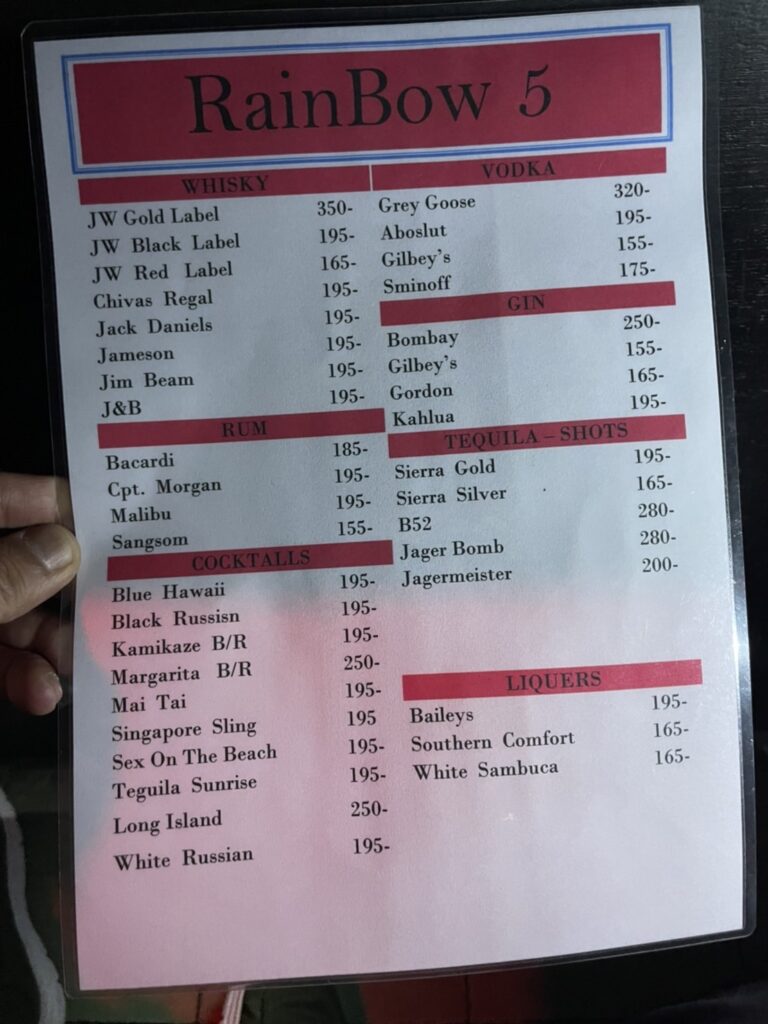 RainBow 5
WHISKY
JW Gold Label 350-
JW Black Label 195-
JW Red Label 165-
Chivas Regal 195-
Jack Daniels 195-
Jameson 195-
Jim Beam 195-
J&B 195-
RUM
Bacardi 185-
Cpt. Morgan 195-
Malibu 195-
Sangsom 155-
COCKTALLS
Blue Hawaii 195-
Black Russisn 195-
Kamikaze B/R 195-
Margarita B/R 250-
Mai Tai 195-
Singapore Sling 195
Sex On The Beach 195-
Teguila Sunrise 195-
Long Island 250-
White Russian 195-
VODKA
Grey Goose 320-
Aboslut 195-
Gilbey's 155-
Sminoff 175-
GIN
Bombay 250-
Gilbey's 155-
Gordon 165-
Kahlua 195-
TEQUILA – SHOTS
Sierra Gold 195-
Sierra Silver 165-
B52 280-
Jager Bomb 280-
Jagermeister 200-
LIQUERS
Baileys 195-
Southern Comfort 165-
White Sambuca 165-